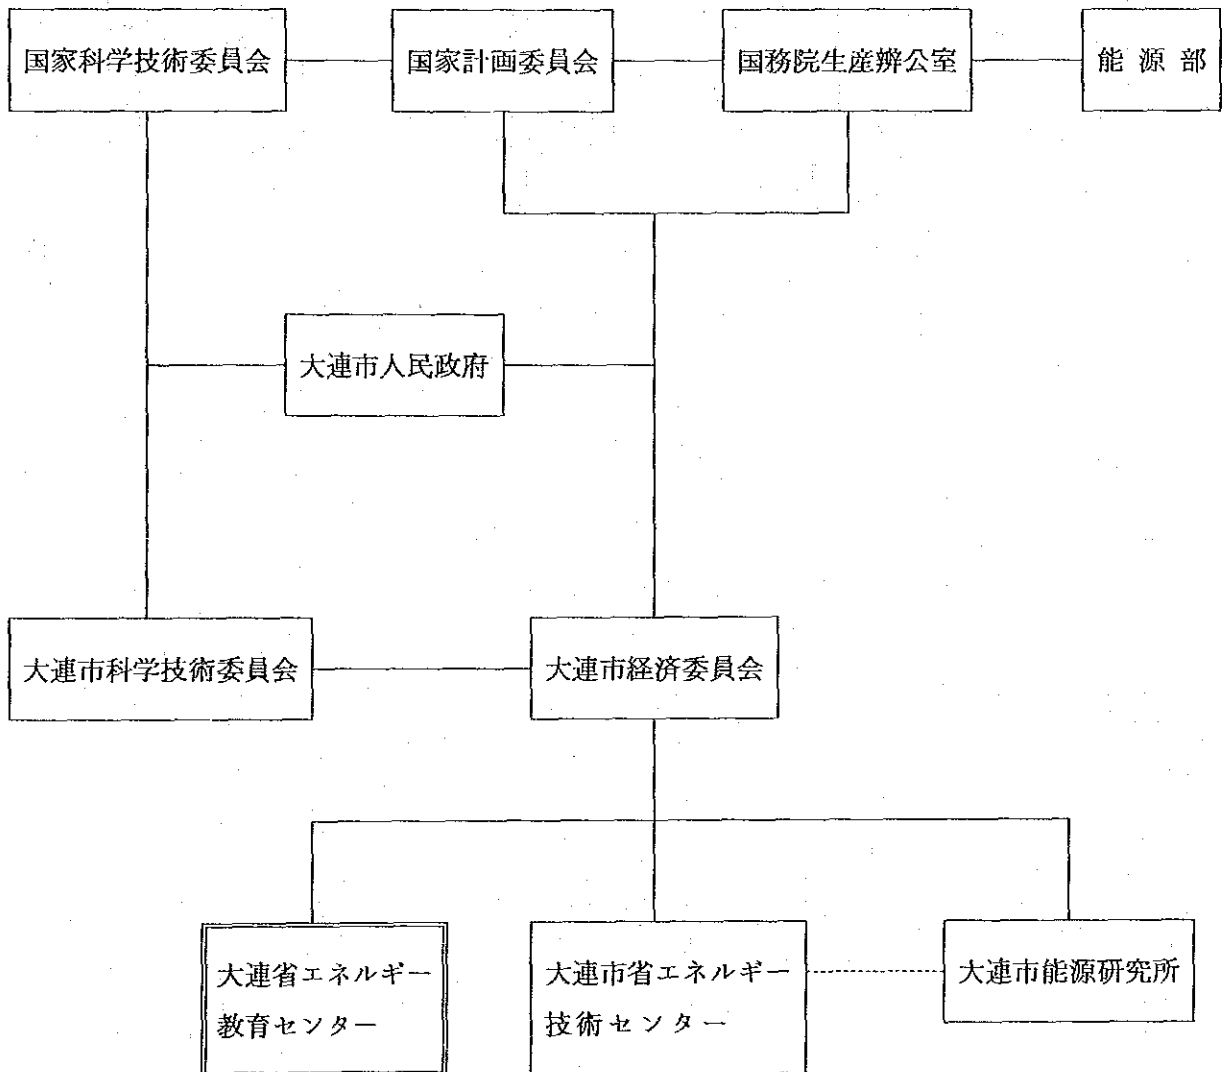 国家科学技術委員会
国家計画委員会
国務院生産辨公室
能源部
大連市人民政府
大連市科学技術委員会
大連市経済委員会
大連省エネルギー
教育センター
大連市省エネルギー
技術センター
大連市能源研究所